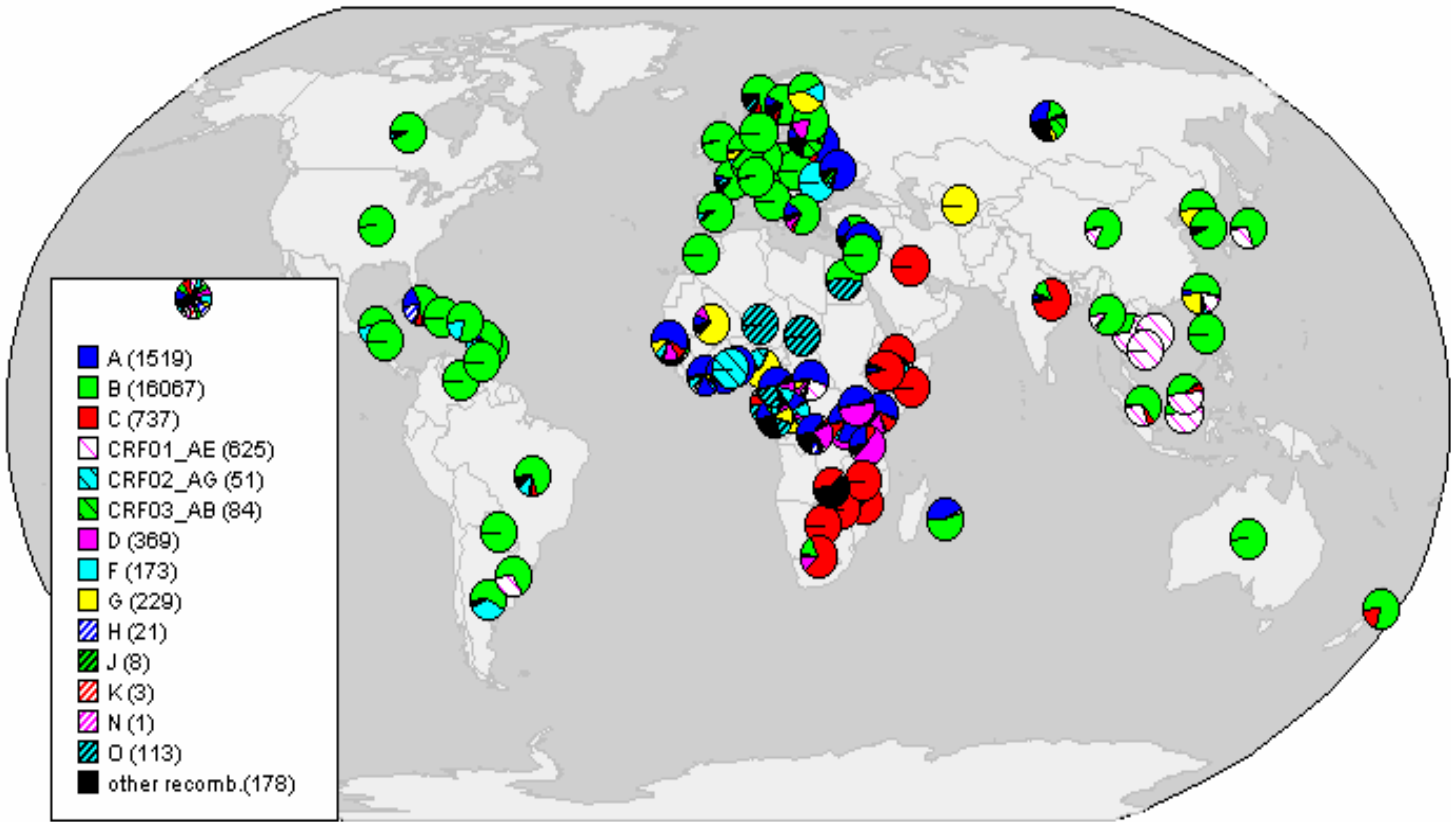 A (1519)
B (16067)
C (737)
CRF01_AE (625)
CRF02_AG (51)
CRF03_AB (84)
D (369)
F (173)
G (229)
H (21)
J (8)
K (3)
N (1)
O (113)
other recomb.(178)